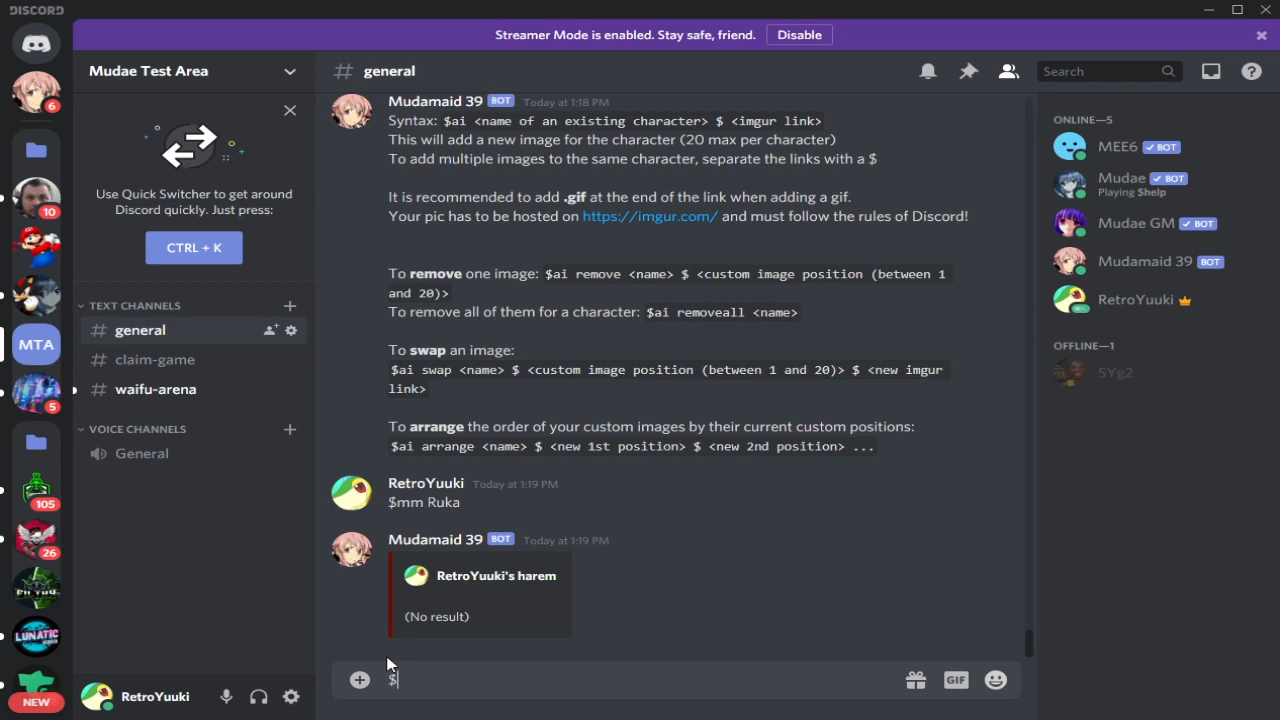 DISCORD
Streamer Mode is enabled. Stay safe, friend.
Disable
Mudae Test Area
general
Search
6
10
MTA
5
105
26
LUNATIC
NEW
Use Quick Switcher to get around
Discord quickly. Just press:
CTRL + K
TEXT CHANNELS
general
claim-game
waifu-arena
VOICE CHANNELS
General
RetroYuuki
Mudamaid 39 BOT Today at 1:18 PM
Syntax: $ai <name of an existing character> $ <imgur link>
This will add a new image for the character (20 max per character)
To add multiple images to the same character, separate the links with a $
It is recommended to add .gif at the end of the link when adding a gif.
Your pic has to be hosted on https://imgur.com/ and must follow the rules of Discord!
To remove one image: $ai remove <name> $ <custom image position (between 1
and 20)>
To remove all of them for a character: $ai removeall <name>
To swap an image:
$ai swap <name> $ <custom image position (between 1 and 20)> $ <new imgur
link>
To arrange the order of your custom images by their current custom positions:
$ai arrange <name> $ <new 1st position> $ <new 2nd position> ...
RetroYuuki Today at 1:19 PM
$mm Ruka
Mudamaid 39 BOT Today at 1:19 PM
RetroYuuki's harem
(No result)
$
GIF
ONLINE—5
MEE6 ✓ BOT
Mudae ✓ BOT
Playing $help
Mudae GM ✓ BOT
Mudamaid 39 BOT
RetroYuuki
OFFLINE—1
SYg2